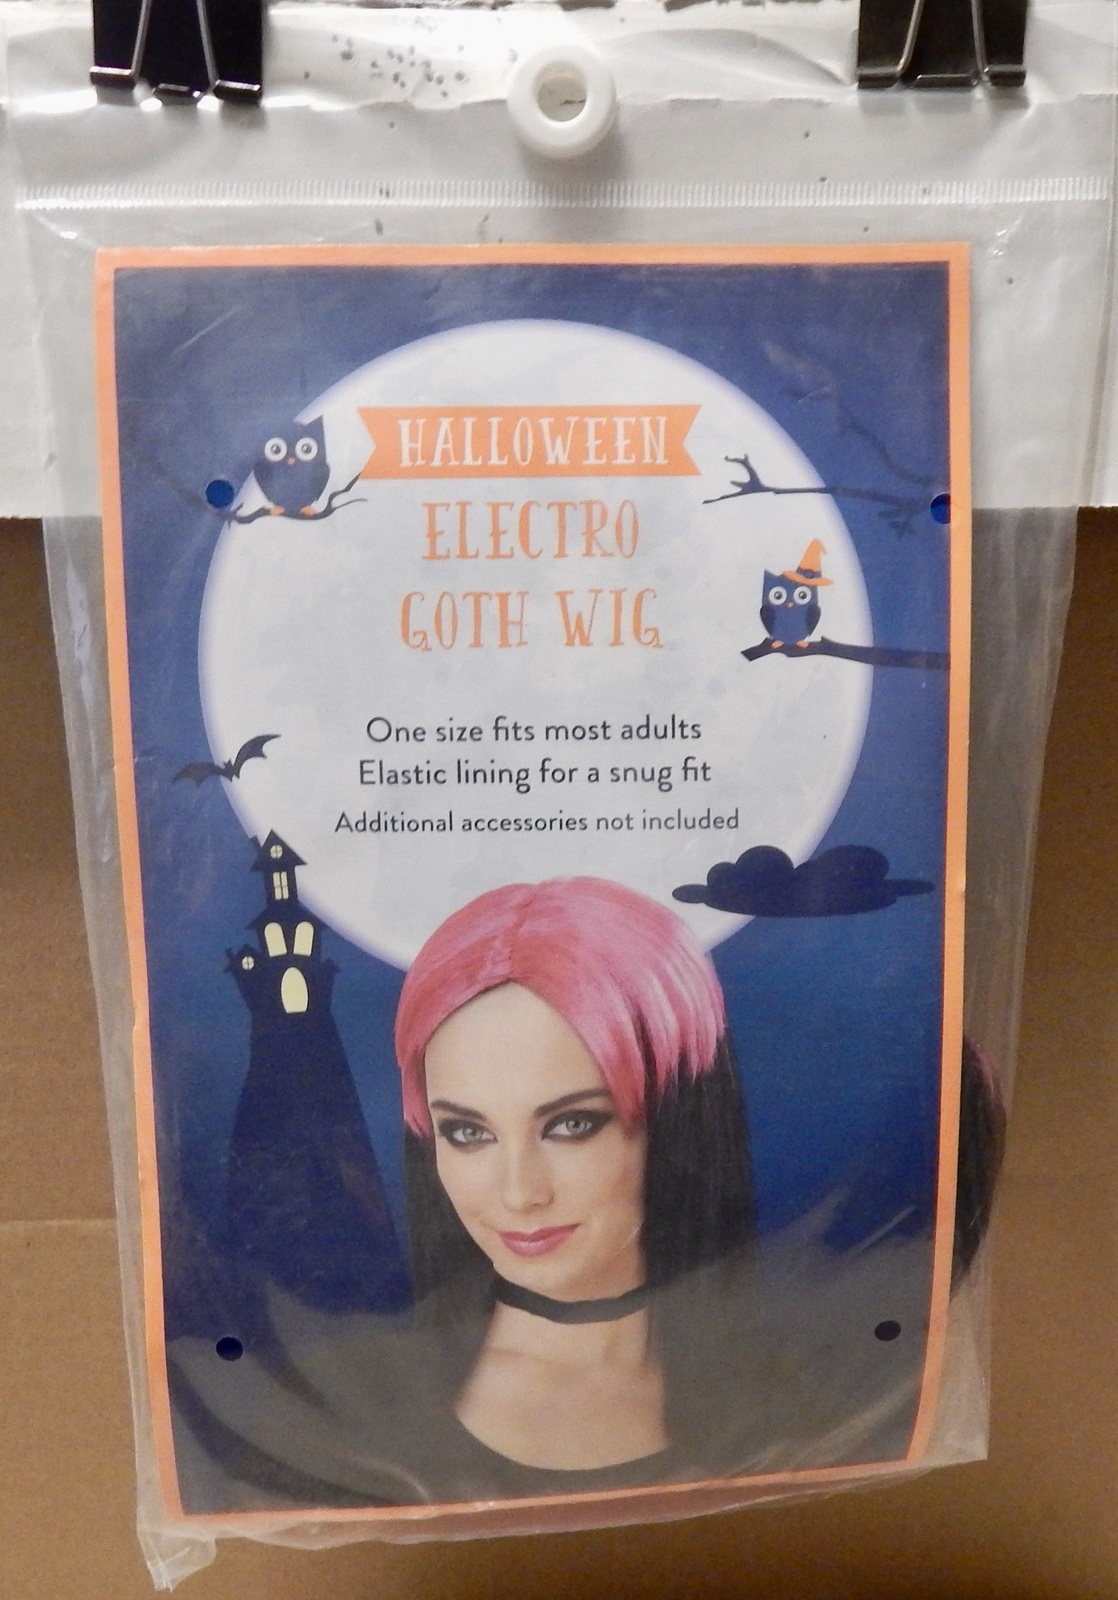 HALLOWEEN
ELECTRO
GOTH WIG
One size fits most adults
Elastic lining for a snug fit
Additional accessories not included